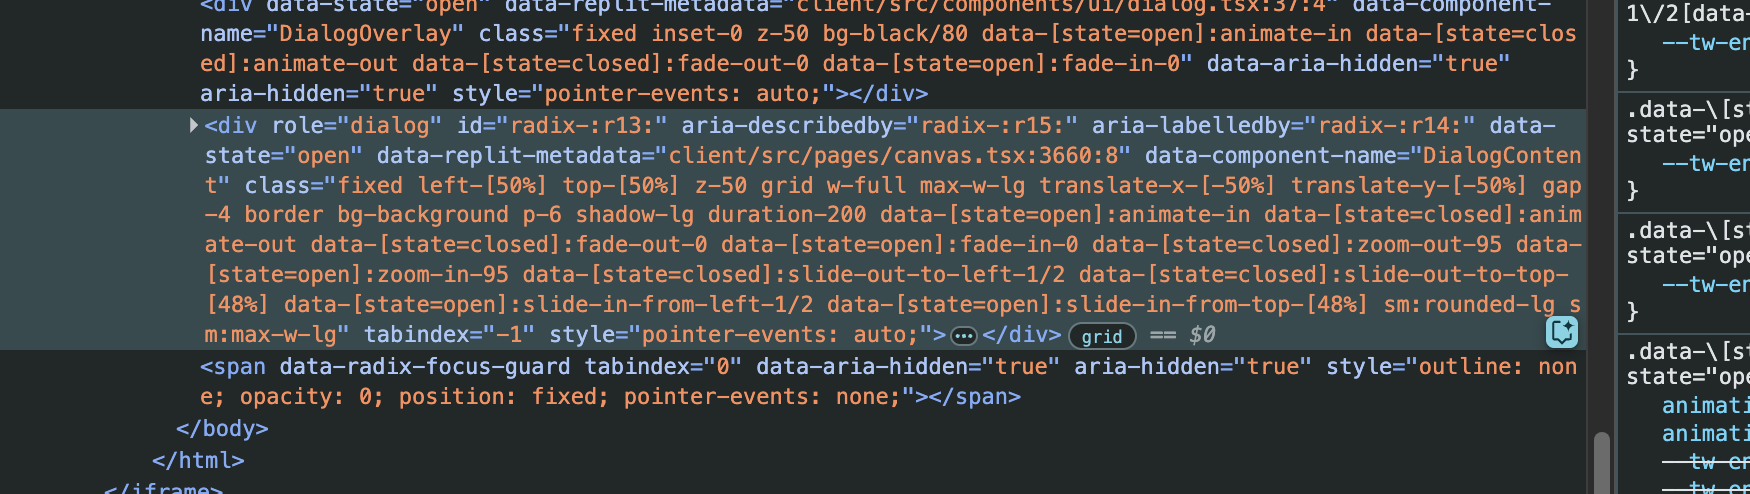 <div data-state="open" data-replit-metadata="client/src/components/ui/dialog.tsx:37:4" data-component-
name="DialogOverlay" class="fixed inset-0 z-50 bg-black/80 data-[state=open]:animate-in data-[state=clos
ed]:animate-out data-[state=closed]:fade-out-0 data-[state=open]:fade-in-0" data-aria-hidden="true"
aria-hidden="true" style="pointer-events: auto;"></div>
<div role="dialog" id="radix-:r13:" aria-describedby="radix-:r15:" aria-labelledby="radix-:r14:" data-
state="open" data-replit-metadata="client/src/pages/canvas.tsx:3660:8" data-component-name="DialogConten
t" class="fixed left-[50%] top-[50%] z-50 grid w-full max-w-lg translate-x-[-50%] translate-y-[-50%] gap
-4 border bg-background p-6 shadow-lg duration-200 data-[state=open]:animate-in data-[state=closed]:anim
ate-out data-[state=closed]:fade-out-0 data-[state=open]:fade-in-0 data-[state=closed]:zoom-out-95 data-
[state=open]:zoom-in-95 data-[state=closed]:slide-out-to-left-1/2 data-[state=closed]:slide-out-to-top-
[48%] data-[state=open]:slide-in-from-left-1/2 data-[state=open]:slide-in-from-top-[48%] sm:rounded-lg s
m:max-w-lg" tabindex="-1" style="pointer-events: auto;">… </div> grid == $0
<span data-radix-focus-guard tabindex="0" data-aria-hidden="true" aria-hidden="true" style="outline: non
e; opacity: 0; position: fixed; pointer-events: none;"></span>
</body>
</html>
</iframe>
1\/2[data-
--tw-en
}
.data-\[st
state="ope
--tw-en
}
.data-\[st
state="ope
--tw-en
}
.data-\[st
state="ope
animati
animati
--tw-en
--tw-en